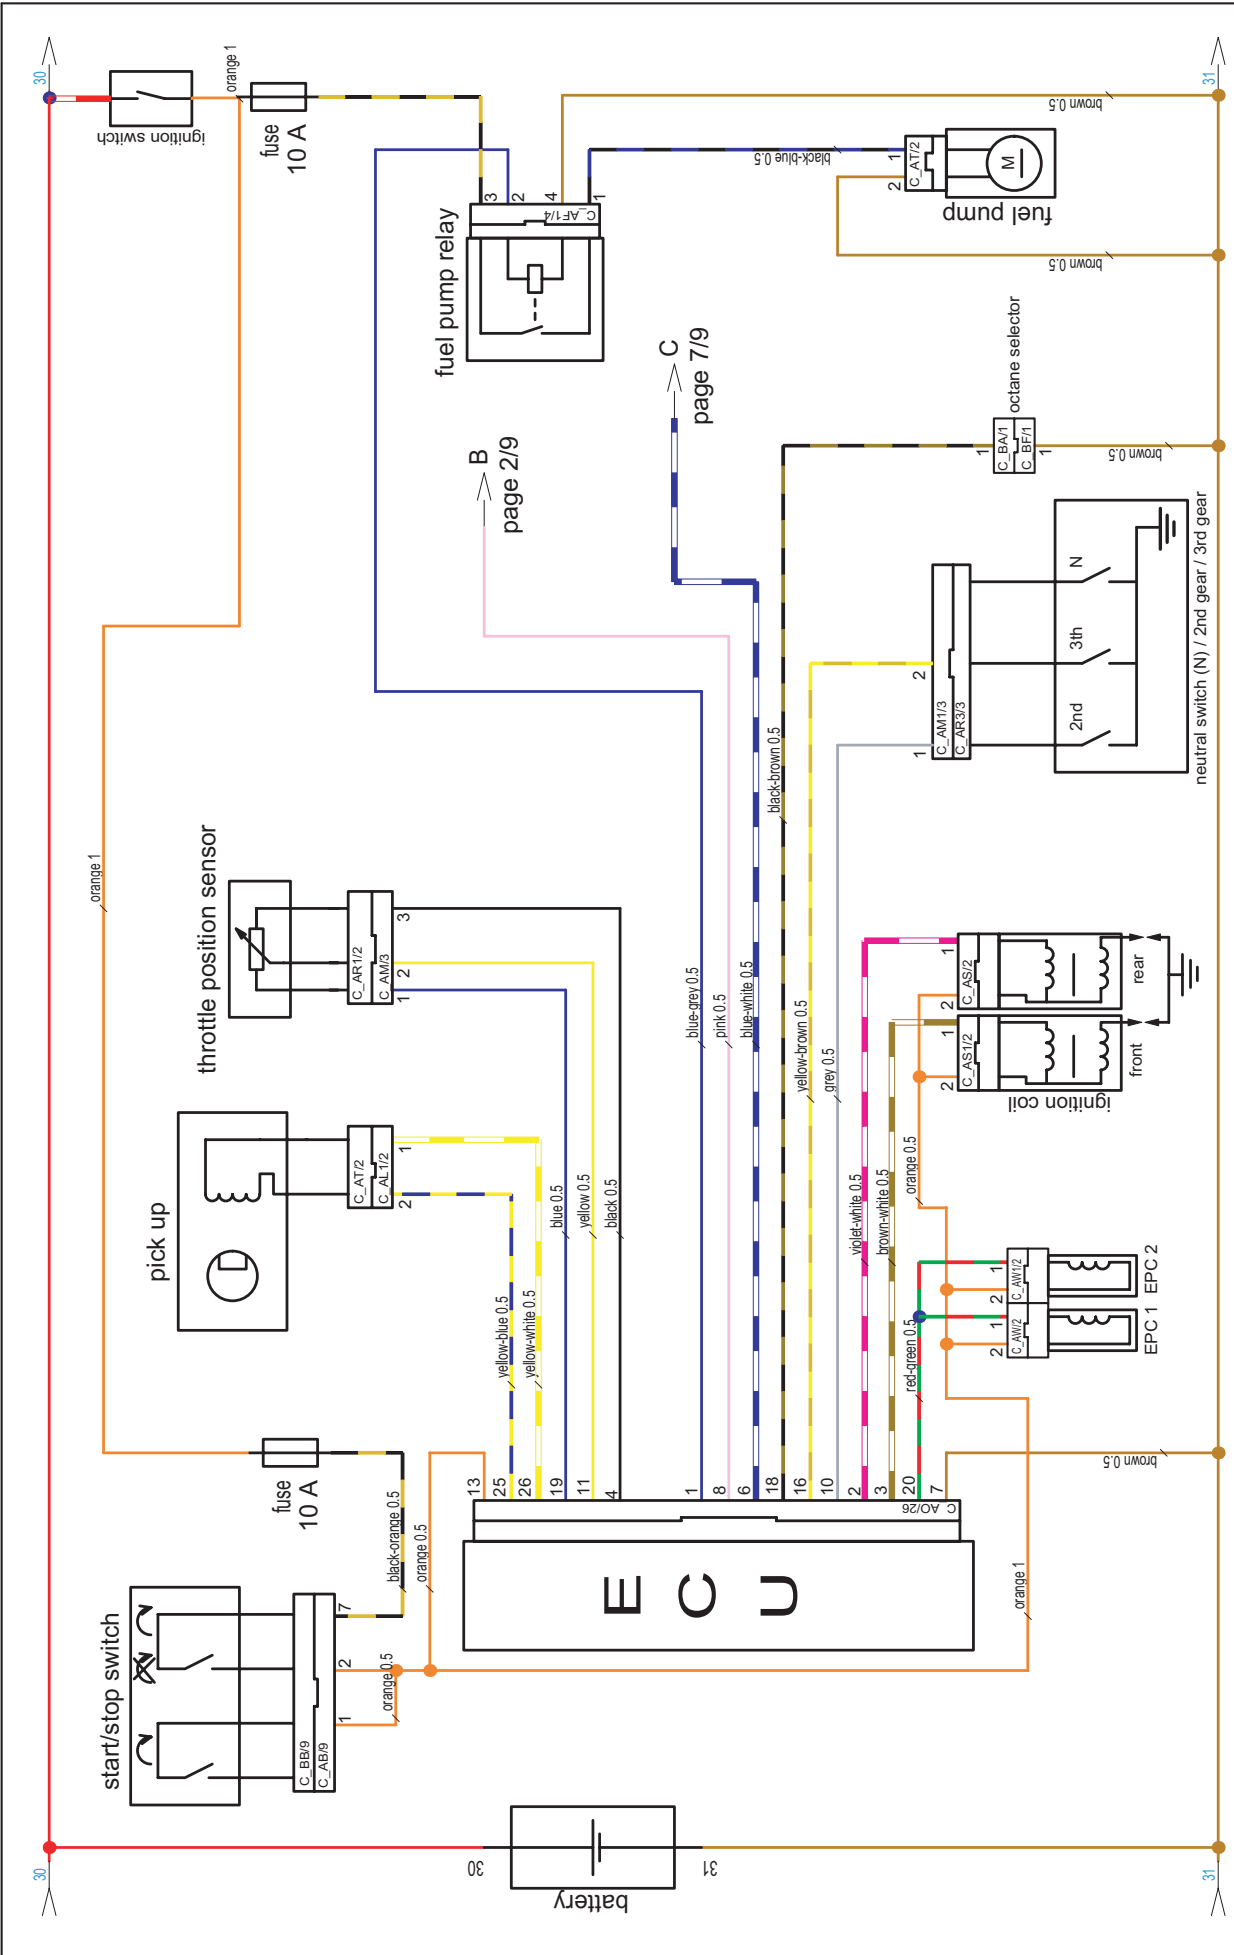 30
ignition switch
orange 1
fuse
10 A
31
brown 0.5
3
2
4
1
C_AF1/4
fuel pump relay
black-blue 0.5
2
1
C_AT/2
M
fuel pump
brown 0.5
B
page 2/9
C
page 7/9
octane selector
1
C_BA/1
C_BF/1
1
brown 0.5
orange 1
throttle position sensor
C_AR1/2
C_AM/3
1
2
3
black-brown 0.5
1
2
C_AM1/3
C_AR3/3
2nd
3th
N
neutral switch (N) / 2nd gear / 3rd gear
pick up
C_AT/2
C_AL1/2
2
1
blue 0.5
yellow 0.5
black 0.5
blue-grey 0.5
pink 0.5
blue-white 0.5
yellow-brown 0.5
grey 0.5
2
1
C_AS/2
rear
2
1
C_AS1/2
front
ignition coil
yellow-blue 0.5
yellow-white 0.5
violet-white 0.5
brown-white 0.5
orange 0.5
red-green 0.5
2
1
C_AW1/2
EPC 2
2
1
C_AW/2
EPC 1
fuse
10 A
black-orange 0.5
orange 0.5
13
25
26
19
11
4
1
8
6
18
16
10
2
3
20
7
C_AO/26
brown 0.5
E
C
U
orange 1
start/stop switch
C_BB/9
C_AB/9
1
2
7
orange 0.5
30
30
31
battery
31